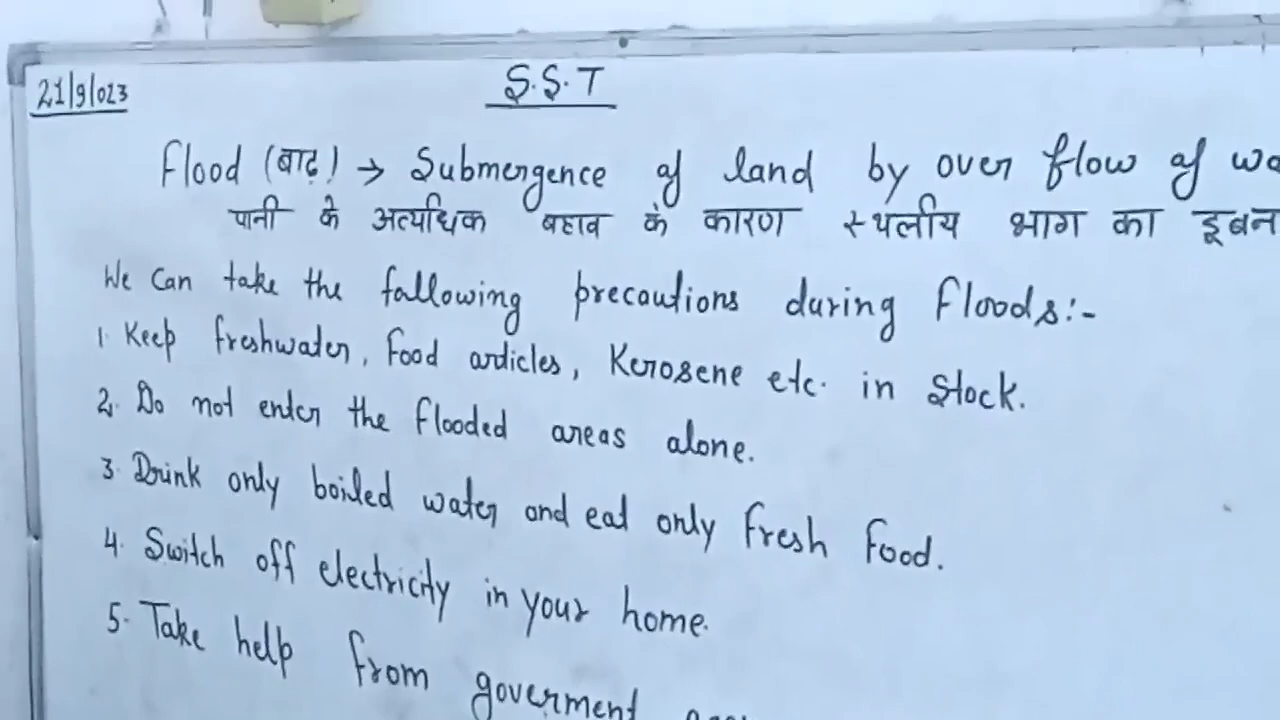 21/9/023
S.S.T
Flood (बाढ़) → Submergence of land by over flow of
पानी के अत्यधिक बहाव के कारण स्थलीय भाग का
We Can take the fallowing precautions during Floods:-
1. Keep freshwater, Food articles, Kerosene etc. in Stock.
2. Do not enter the flooded areas alone.
3. Drink only boiled water and eat only fresh Food.
4. Switch off electricity in your home.
5. Take help from goverment